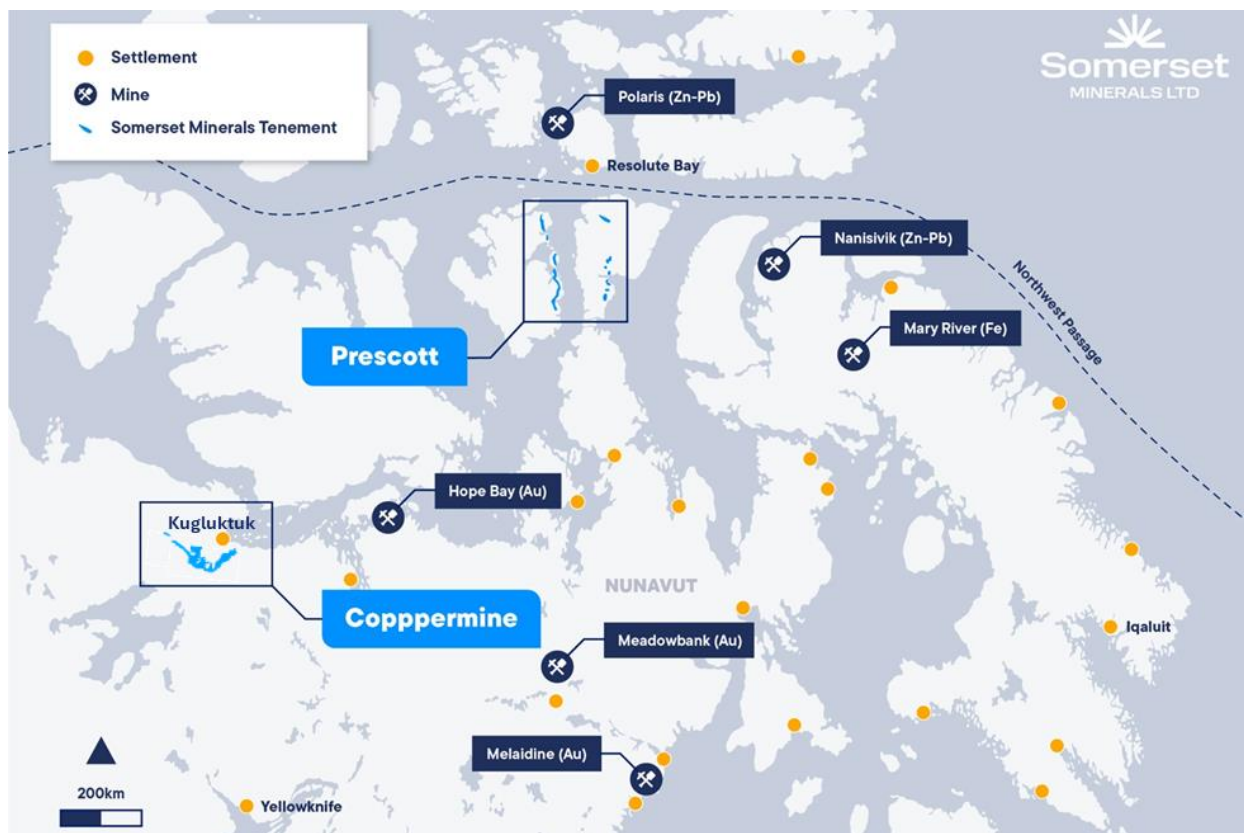 Settlement
Mine
Somerset Minerals Tenement
Somerset
MINERALS LTD
Polaris (Zn-Pb)
Resolute Bay
Nanisivik (Zn-Pb)
Northwest Passage
Mary River (Fe)
Prescott
Hope Bay (Au)
Kugluktuk
NUNAVUT
Copppermine
Iqaluit
Meadowbank (Au)
Melaidine (Au)
200km
Yellowknife